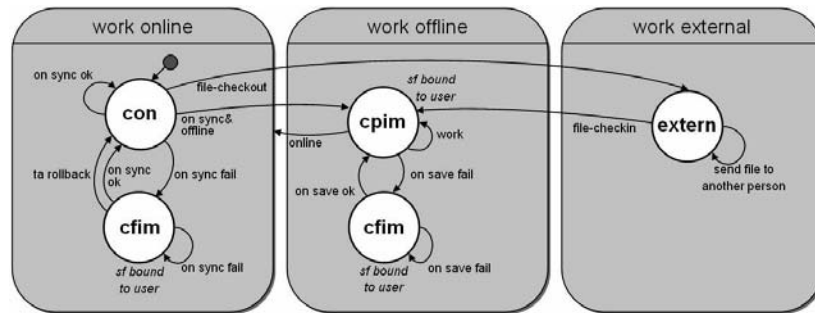 work online
work offline
work external
on sync ok
file-checkout
sf bound
to user
con
on sync&
offline
cpim
extern
online
work
file-checkin
ta rollback
on sync
ok
on sync fail
on save ok
on save fail
send file to
another person
cfim
cfim
on sync fail
on save fail
sf bound
to user
sf bound
to user